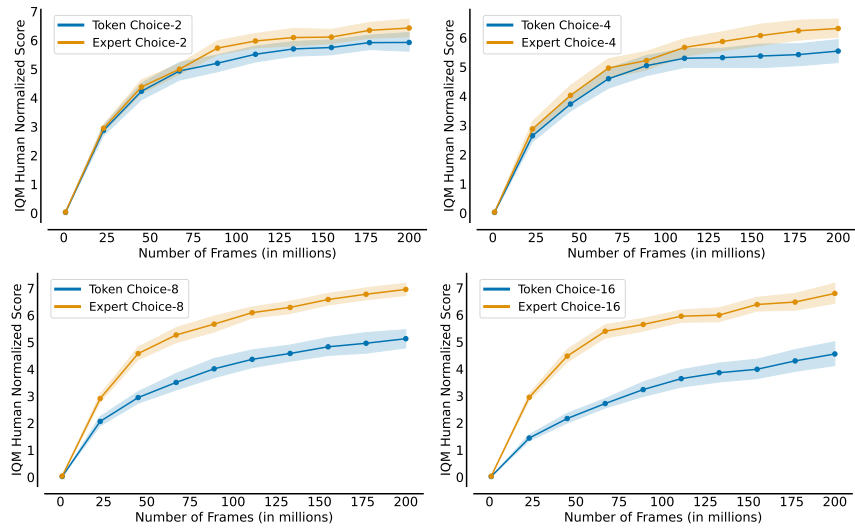 IQM Human Normalized Score
7
6
5
4
3
2
1
0
Token Choice-2
Expert Choice-2
0 25 50 75 100 125 150 175 200
Number of Frames (in millions)
IQM Human Normalized Score
6
5
4
3
2
1
0
Token Choice-4
Expert Choice-4
0 25 50 75 100 125 150 175 200
Number of Frames (in millions)
IQM Human Normalized Score
7
6
5
4
3
2
1
0
Token Choice-8
Expert Choice-8
0 25 50 75 100 125 150 175 200
Number of Frames (in millions)
IQM Human Normalized Score
7
6
5
4
3
2
1
0
Token Choice-16
Expert Choice-16
0 25 50 75 100 125 150 175 200
Number of Frames (in millions)